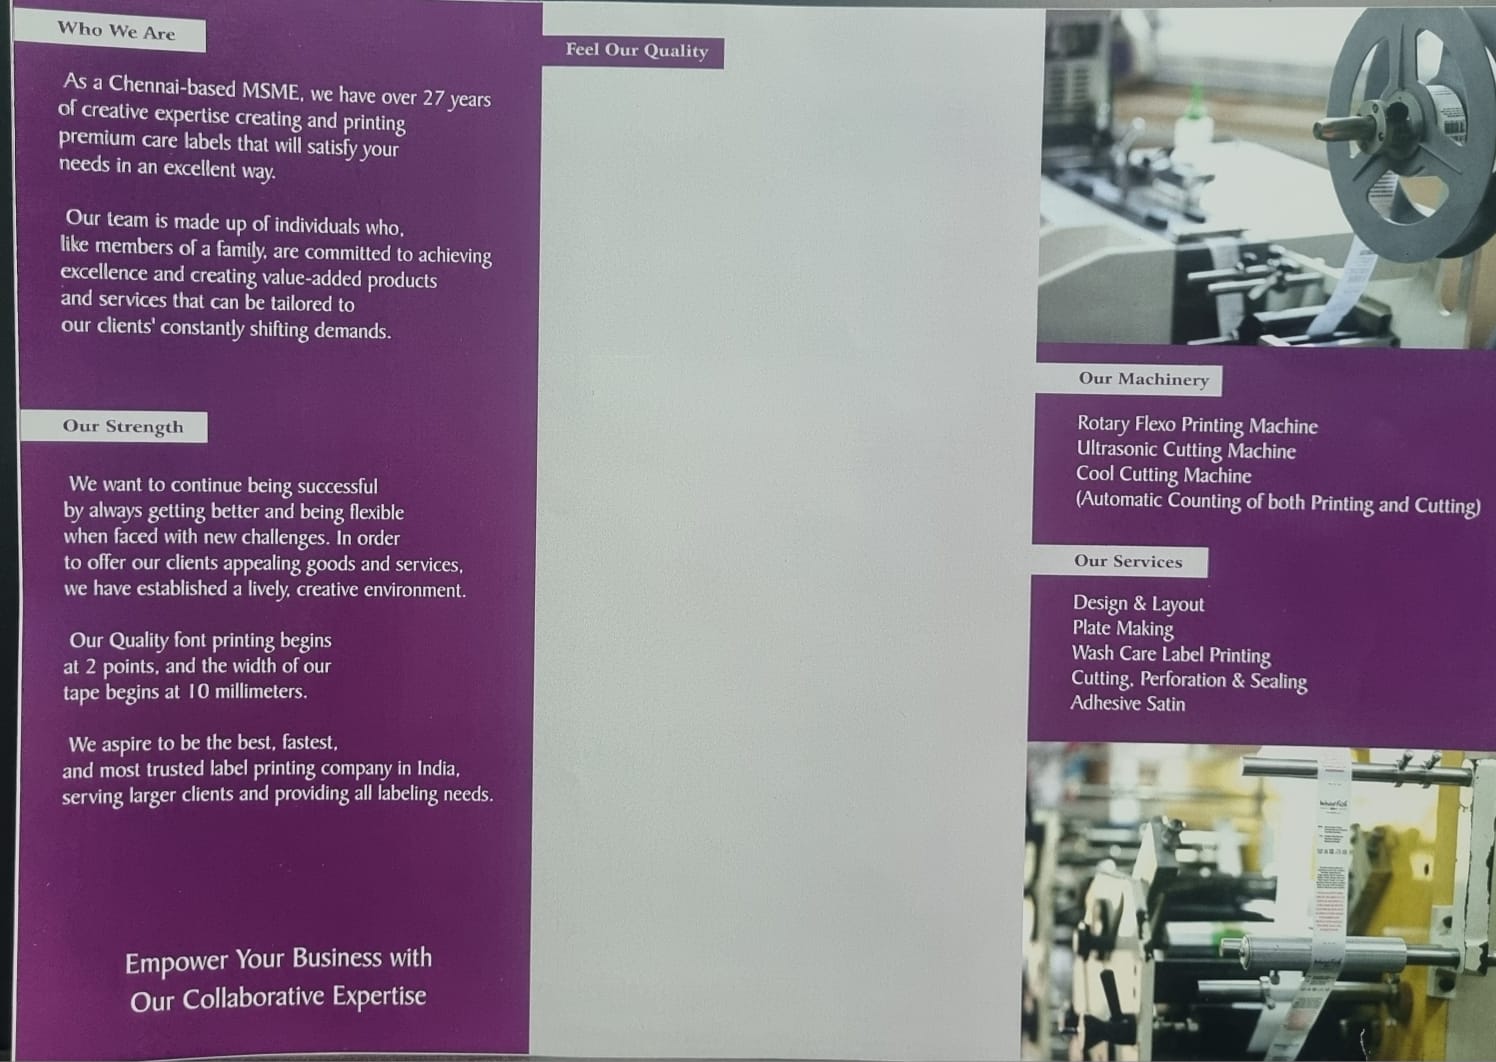 Who We Are
As a Chennai-based MSME, we have over 27 years
of creative expertise creating and printing
premium care labels that will satisfy your
needs in an excellent way.
Our team is made up of individuals who,
like members of a family, are committed to achieving
excellence and creating value-added products
and services that can be tailored to
our clients' constantly shifting demands.
Our Strength
We want to continue being successful
by always getting better and being flexible
when faced with new challenges. In order
to offer our clients appealing goods and services,
we have established a lively, creative environment.
Our Quality font printing begins
at 2 points, and the width of our
tape begins at 10 millimeters.
We aspire to be the best, fastest,
and most trusted label printing company in India,
serving larger clients and providing all labeling needs.
Empower Your Business with
Our Collaborative Expertise
Feel Our Quality
Our Machinery
Rotary Flexo Printing Machine
Ultrasonic Cutting Machine
Cool Cutting Machine
(Automatic Counting of both Printing and Cutting)
Our Services
Design & Layout
Plate Making
Wash Care Label Printing
Cutting, Perforation & Sealing
Adhesive Satin